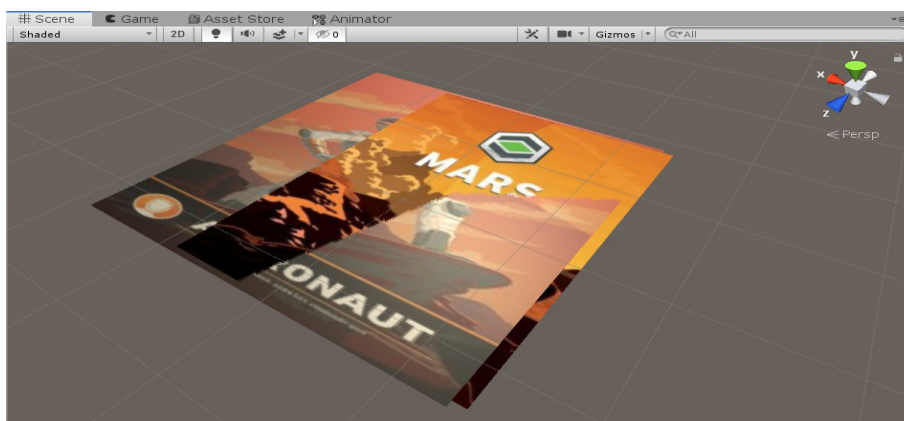 # Scene Game Asset Store Animator
Shaded 2D 0 Gizmos All
y
x
z
Persp
MARS
ONAUT